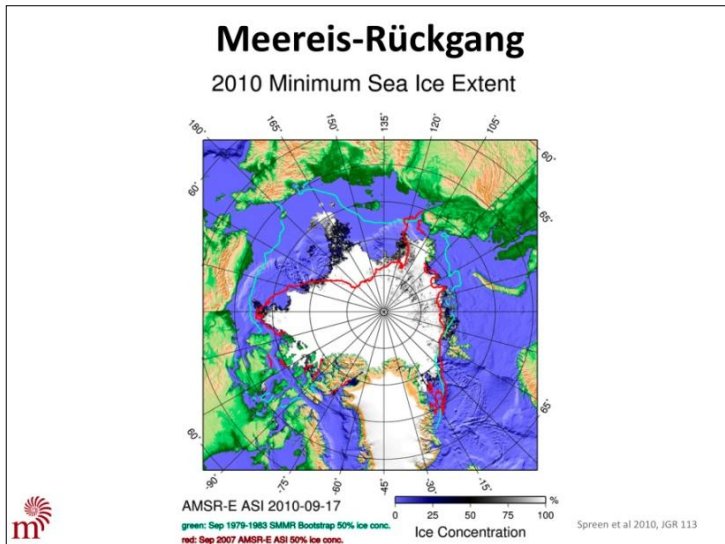 Meereis-Rückgang
2010 Minimum Sea Ice Extent
180° 165° 150° 135° 120° 105°
60° 60°
65°
65°
60°
-90° -75° -60° -45° -30° -15°
AMSR-E ASI 2010-09-17
green: Sep 1979-1983 SMMR Bootstrap 50% ice conc.
red: Sep 2007 AMSR-E ASI 50% ice conc.
%
0 25 50 75 100
Ice Concentration
Spreen et al 2010, JGR 113
m